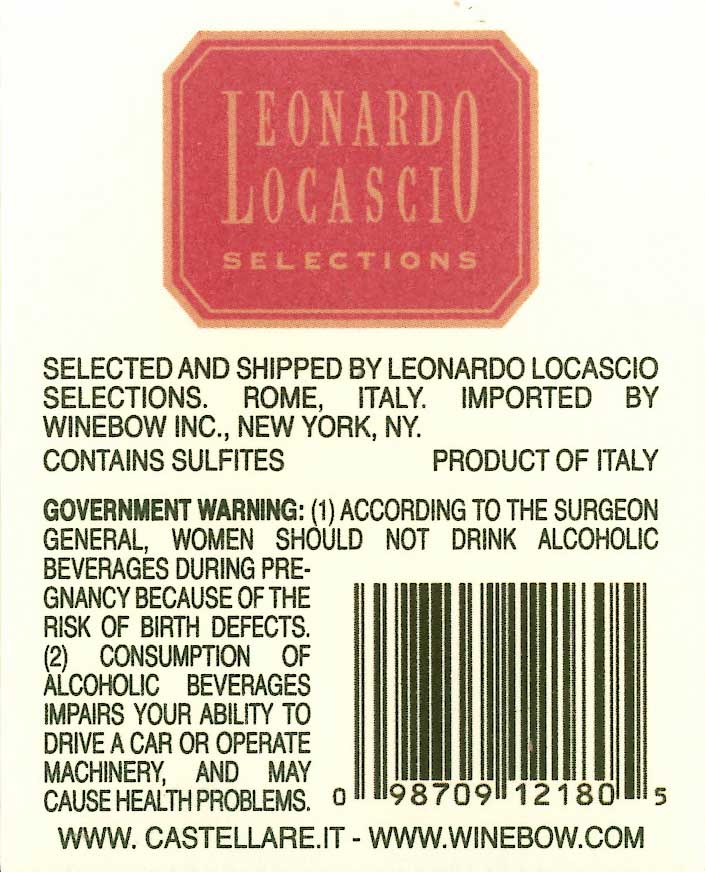 LEONARDO
LOCASCIO
SELECTIONS
SELECTED AND SHIPPED BY LEONARDO LOCASCIO
SELECTIONS. ROME, ITALY. IMPORTED BY
WINEBOW INC., NEW YORK, NY.
CONTAINS SULFITES PRODUCT OF ITALY
GOVERNMENT WARNING: (1) ACCORDING TO THE SURGEON
GENERAL, WOMEN SHOULD NOT DRINK ALCOHOLIC
BEVERAGES DURING PRE-
GNANCY BECAUSE OF THE
RISK OF BIRTH DEFECTS.
(2) CONSUMPTION OF
ALCOHOLIC BEVERAGES
IMPAIRS YOUR ABILITY TO
DRIVE A CAR OR OPERATE
MACHINERY, AND MAY
CAUSE HEALTH PROBLEMS.
0 98709 12180 5
WWW. CASTELLARE.IT - WWW.WINEBOW.COM